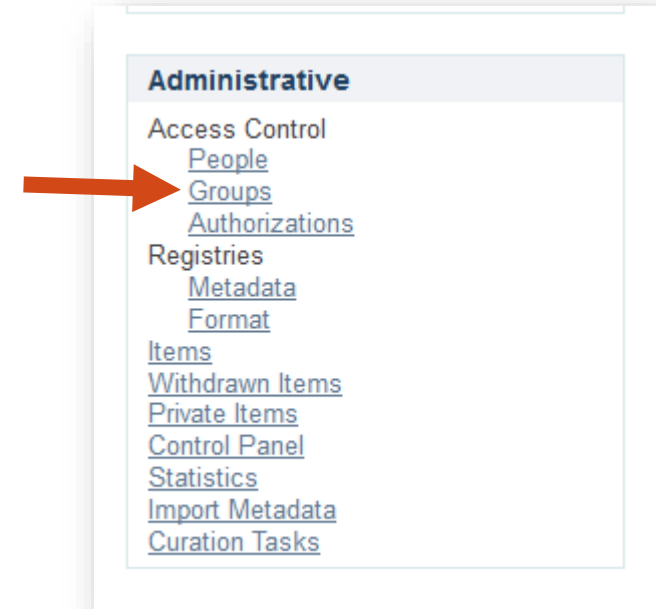 Administrative
Access Control
People
Groups
Authorizations
Registries
Metadata
Format
Items
Withdrawn Items
Private Items
Control Panel
Statistics
Import Metadata
Curation Tasks